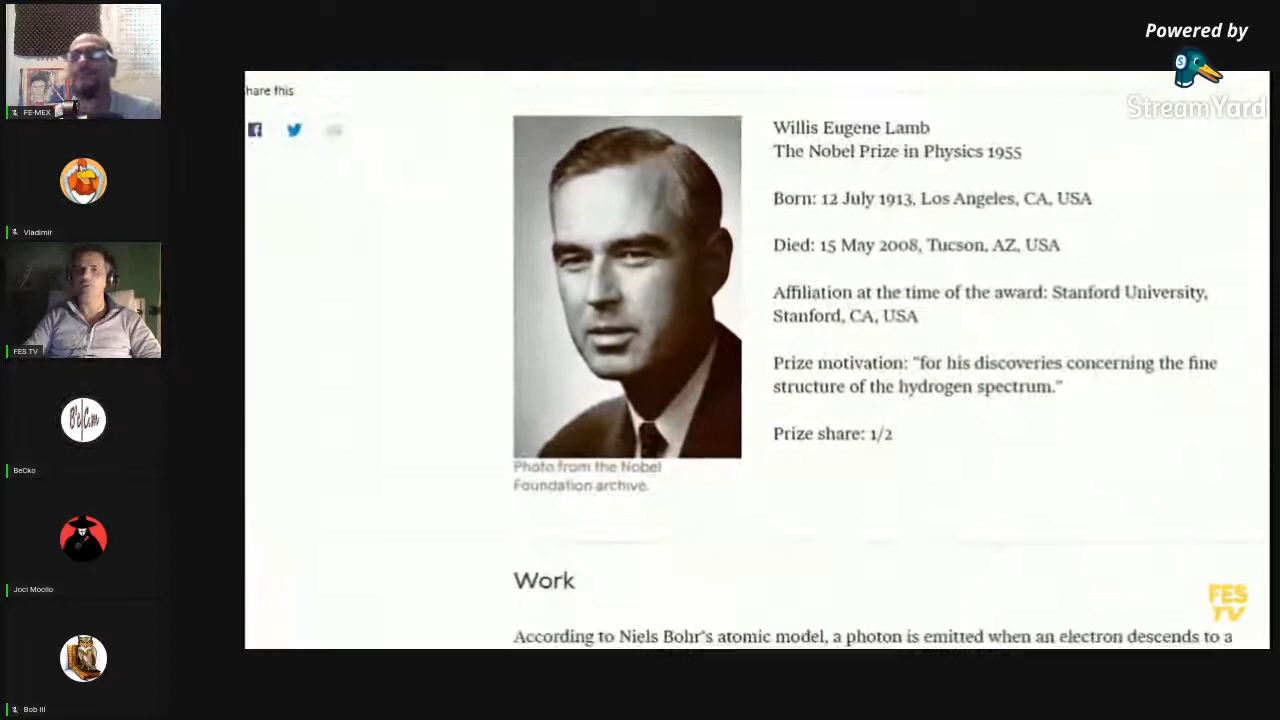 Powered by
StreamYard
FE-MEX
Vladimir
FES TV
BeCko
Joci Mocilo
Bob III
hare this
Willis Eugene Lamb
The Nobel Prize in Physics 1955
Born: 12 July 1913, Los Angeles, CA, USA
Died: 15 May 2008, Tucson, AZ, USA
Affiliation at the time of the award: Stanford University,
Stanford, CA, USA
Prize motivation: "for his discoveries concerning the fine
structure of the hydrogen spectrum."
Prize share: 1/2
Photo from the Nobel
Foundation archive.
Work
According to Niels Bohr's atomic model, a photon is emitted when an electron descends to a
FES
TV